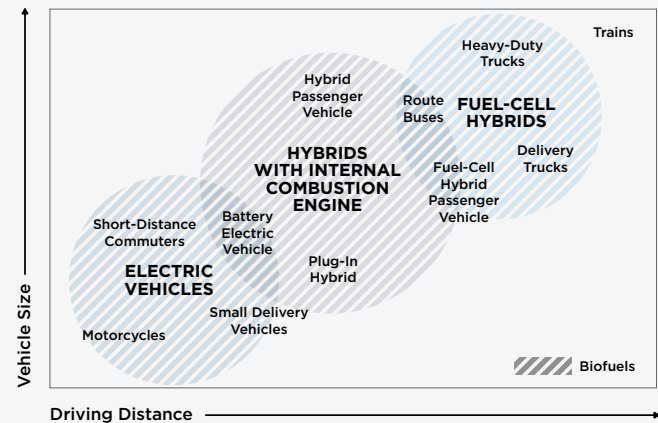 Vehicle Size
Trains
Heavy-Duty
Trucks
Hybrid
Passenger
Vehicle
Route
Buses
FUEL-CELL
HYBRIDS
HYBRIDS
WITH INTERNAL
COMBUSTION
ENGINE
Delivery
Trucks
Fuel-Cell
Hybrid
Passenger
Vehicle
Short-Distance
Commuters
Battery
Electric
Vehicle
Plug-In
Hybrid
ELECTRIC
VEHICLES
Small Delivery
Vehicles
Motorcycles
Biofuels
Driving Distance